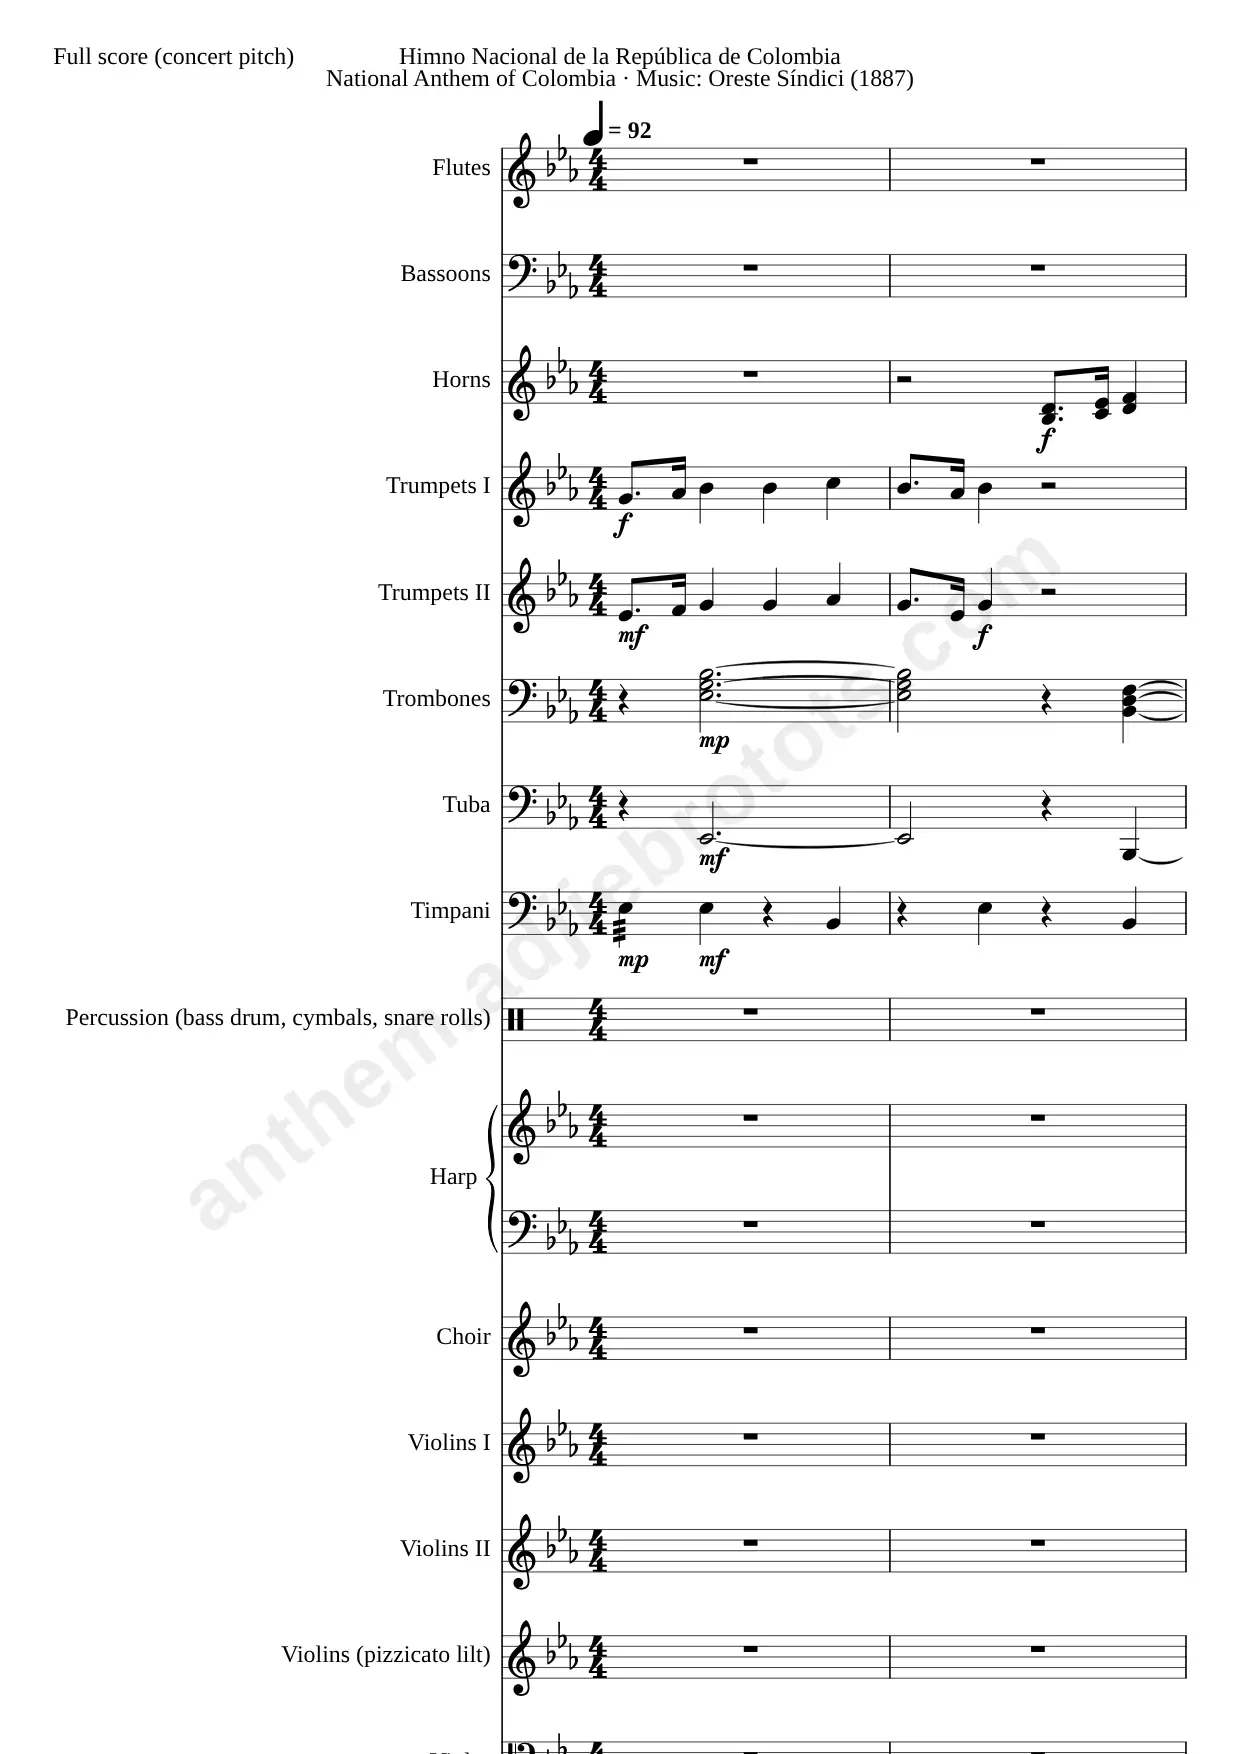 Full score (concert pitch)
Himno Nacional de la República de Colombia
National Anthem of Colombia · Music: Oreste Síndici (1887)
= 92
Flutes
Bassoons
Horns
f
Trumpets I
f
Trumpets II
mf
f
Trombones
mp
Tuba
mf
Timpani
mp
mf
Percussion (bass drum, cymbals, snare rolls)
Harp
Choir
Violins I
Violins II
Violins (pizzicato lilt)
anthem.adjiebrotots.com